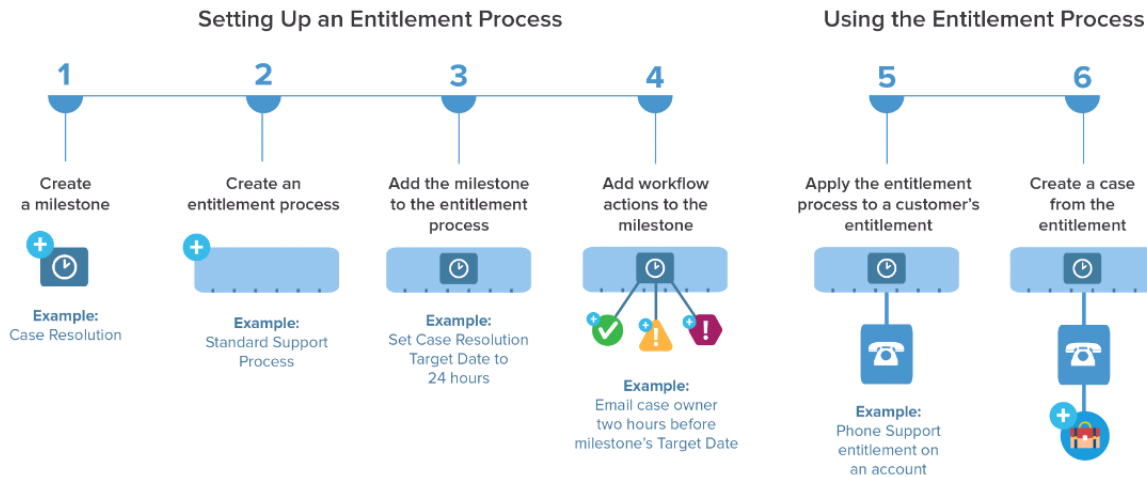 Setting Up an Entitlement Process
Using the Entitlement Process
1
2
3
4
5
6
Create
a milestone
Example:
Case Resolution
Create an
entitlement process
Example:
Standard Support
Process
Add the milestone
to the entitlement
process
Example:
Set Case Resolution
Target Date to
24 hours
Add workflow
actions to the
milestone
Example:
Email case owner
two hours before
milestone's Target Date
Apply the entitlement
process to a customer's
entitlement
Example:
Phone Support
entitlement on
an account
Create a case
from the
entitlement